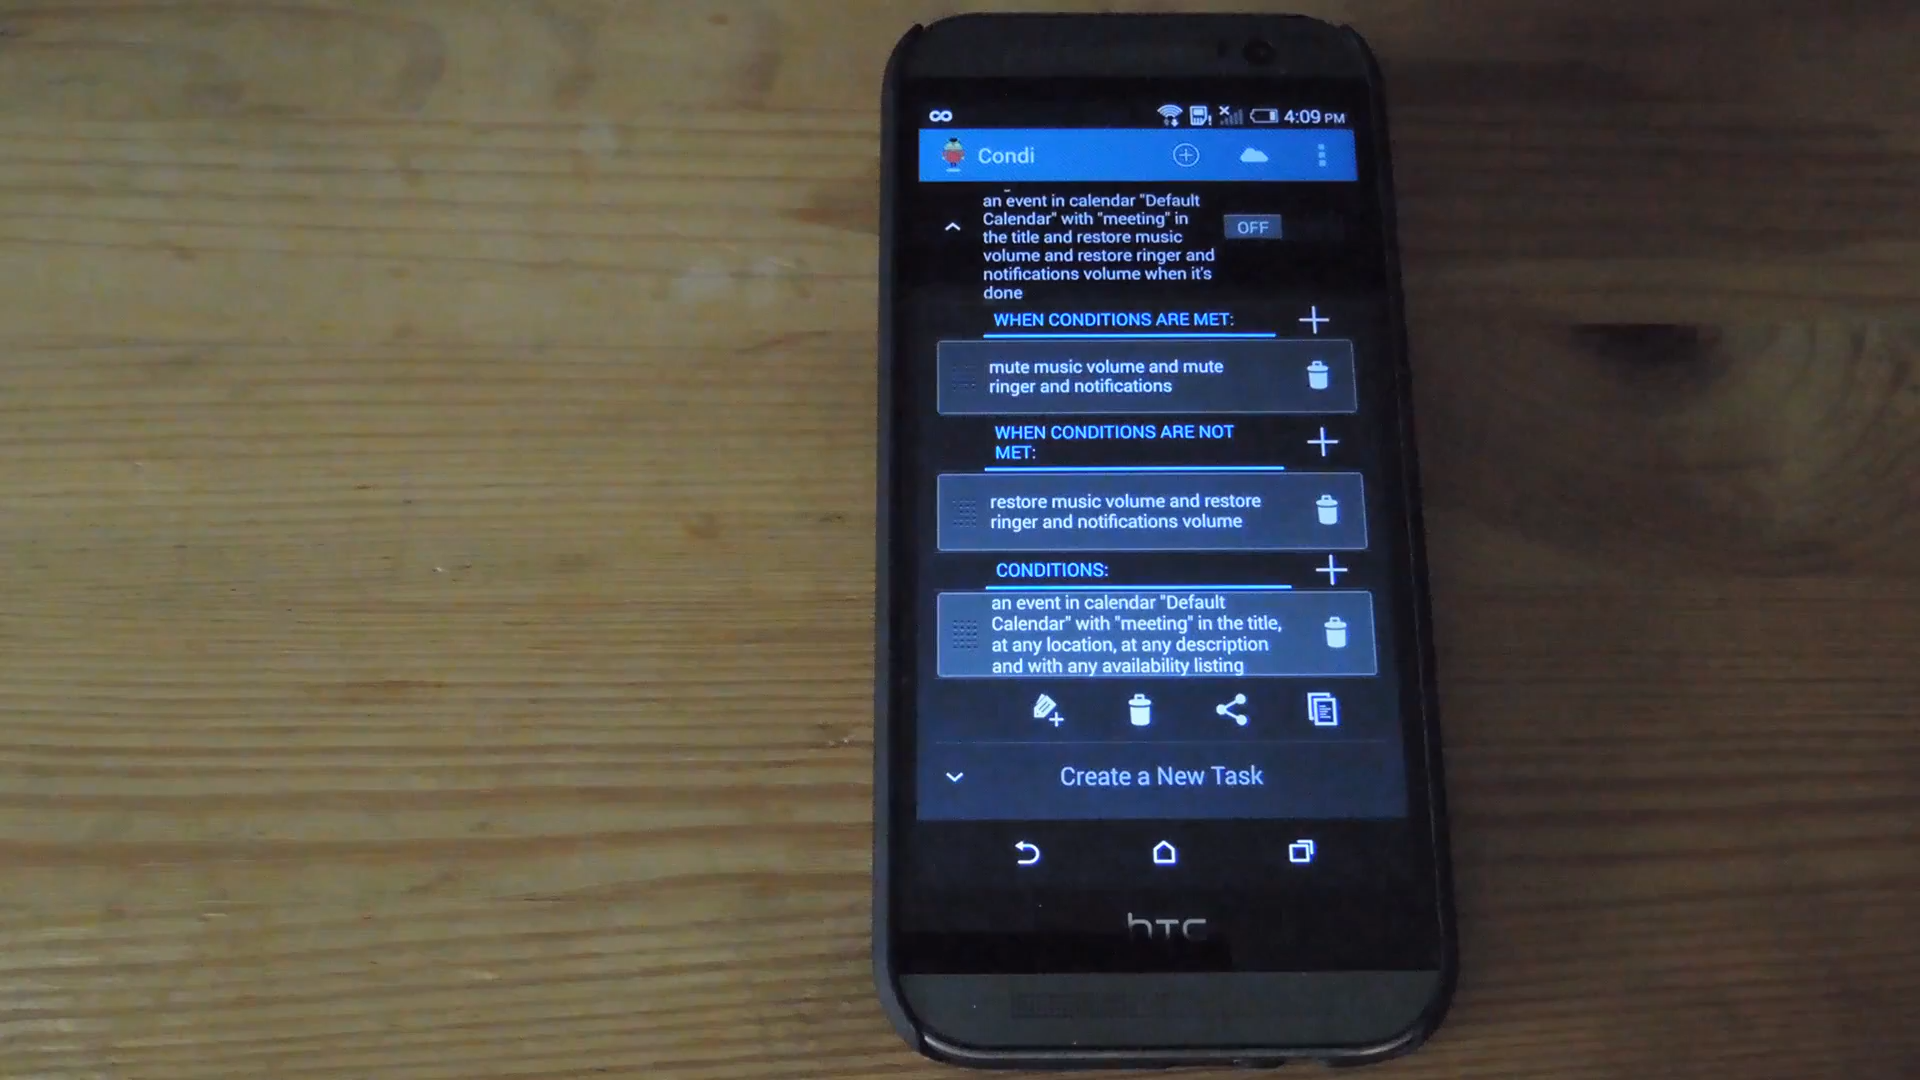 4:09 PM
Condi
an event in calendar "Default
Calendar" with "meeting" in
the title and restore music
volume and restore ringer and
notifications volume when it's
done
OFF
WHEN CONDITIONS ARE MET:
mute music volume and mute
ringer and notifications
WHEN CONDITIONS ARE NOT
MET:
restore music volume and restore
ringer and notifications volume
CONDITIONS:
an event in calendar "Default
Calendar" with "meeting" in the title,
at any location, at any description
and with any availability listing
Create a New Task
hTC